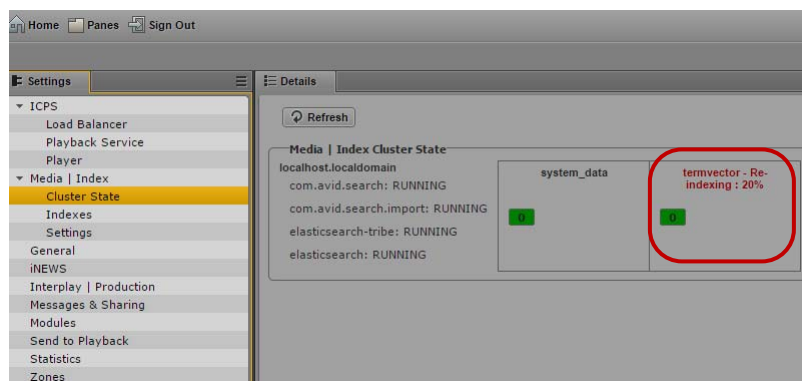 Home Panes Sign Out
Settings
Details
ICPS
Load Balancer
Playback Service
Player
Media | Index
Cluster State
Indexes
Settings
General
iNEWS
Interplay | Production
Messages & Sharing
Modules
Send to Playback
Statistics
Zones
Refresh
Media | Index Cluster State
localhost.localdomain
com.avid.search: RUNNING
com.avid.search.import: RUNNING
elasticsearch-tribe: RUNNING
elasticsearch: RUNNING
system_data
0
termvector - Re-
indexing : 20%
0